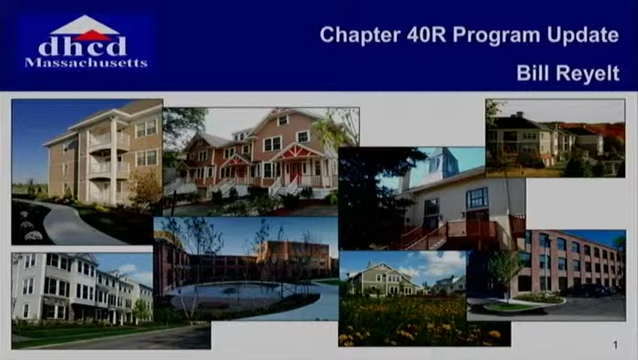 dhcd
Massachusetts
Chapter 40R Program Update
Bill Reyelt
1